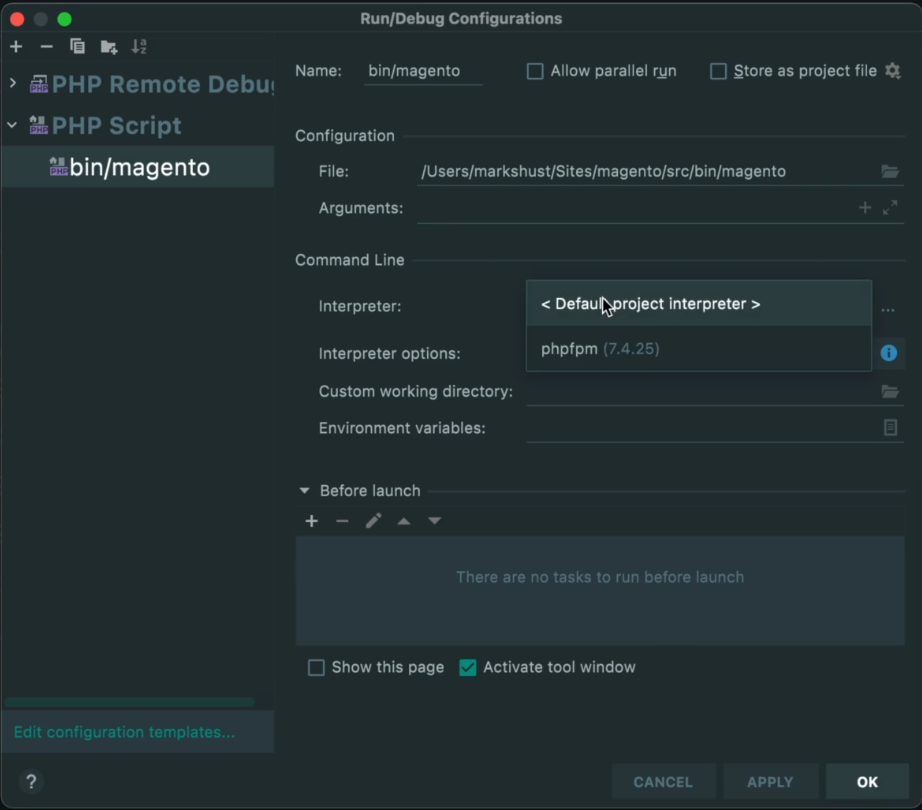 Run/Debug Configurations
PHP Remote Debug
PHP Script
bin/magento
Edit configuration templates...
?
Name: bin/magento Allow parallel run Store as project file
Configuration
File: /Users/markshust/Sites/magento/src/bin/magento
Arguments:
Command Line
Interpreter: < Default project interpreter > ...
phpfpm (7.4.25)
Interpreter options:
Custom working directory:
Environment variables:
Before launch
There are no tasks to run before launch
Show this page Activate tool window
CANCEL APPLY OK